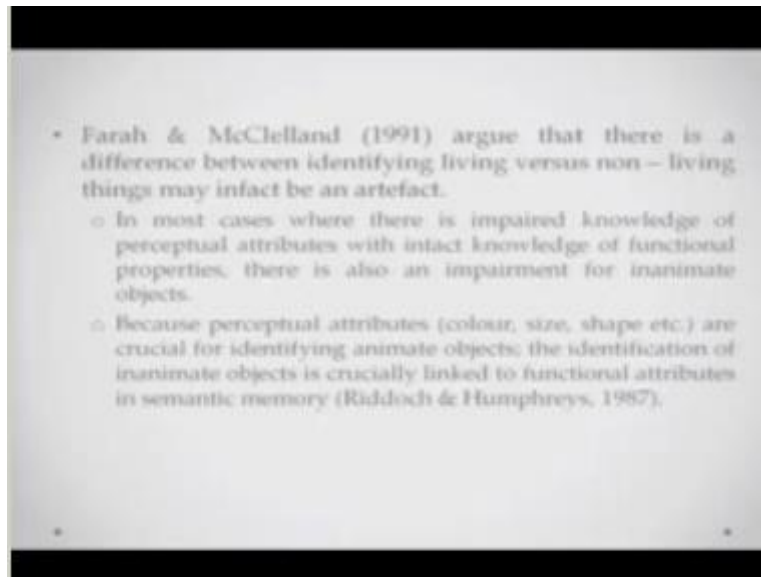 • Farah & McClelland (1991) argue that there is a
difference between identifying living versus non – living
things may infact be an artefact.
o In most cases where there is impaired knowledge of
perceptual attributes with intact knowledge of functional
properties, there is also an impairment for inanimate
objects.
o Because perceptual attributes (colour, size, shape etc.) are
crucial for identifying animate objects; the identification of
inanimate objects is crucially linked to functional attributes
in semantic memory (Riddoch & Humphreys, 1987).